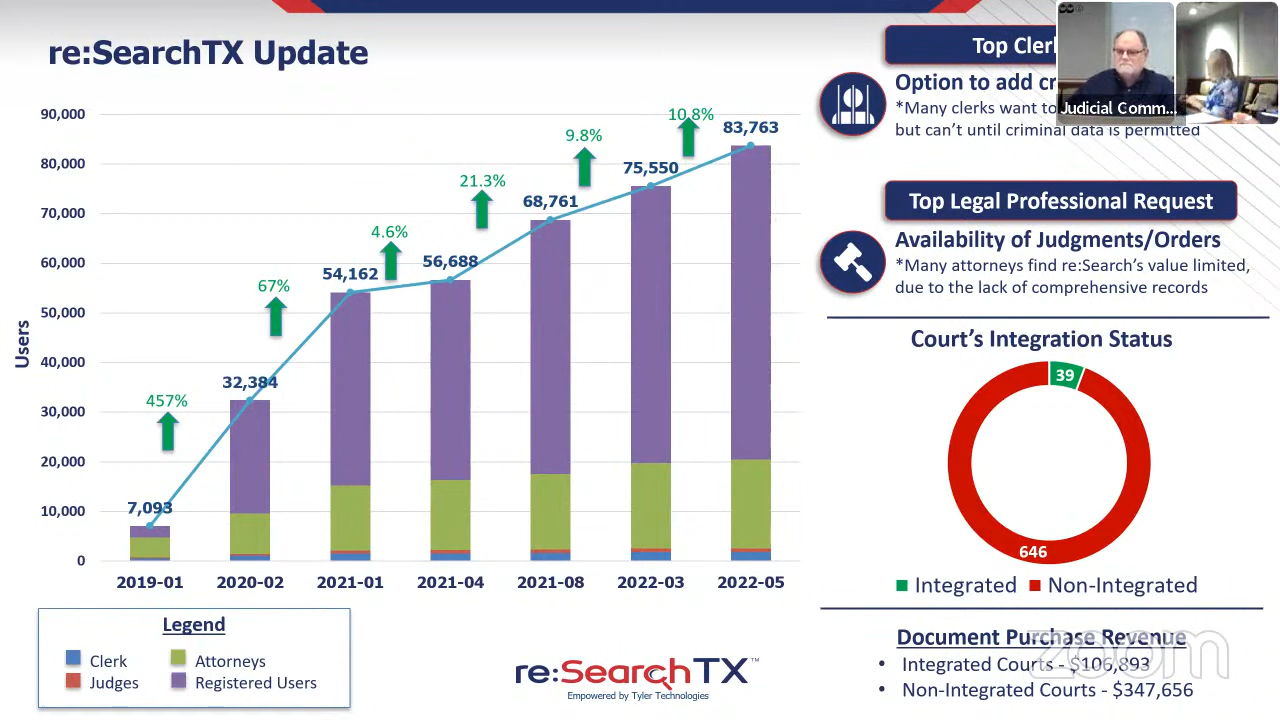 re:SearchTX Update
Users
90,000
80,000
70,000
60,000
50,000
40,000
30,000
20,000
10,000
0
457%
67%
4.6%
21.3%
9.8%
10.8%
7,093
32,384
54,162
56,688
68,761
75,550
83,763
2019-01
2020-02
2021-01
2021-04
2021-08
2022-03
2022-05
Legend
Clerk
Attorneys
Judges
Registered Users
re:SearchTX™
Empowered by Tyler Technologies
Top
Option to add
*Many clerks want to
but can't until criminal data is permitted
Judicial Comm...
Top Legal Professional Request
Availability of Judgments/Orders
*Many attorneys find re:Search's value limited,
due to the lack of comprehensive records
Court's Integration Status
39
646
Integrated
Non-Integrated
Document Purchase Revenue
• Integrated Courts - $106,893
• Non-Integrated Courts - $347,656
zoom